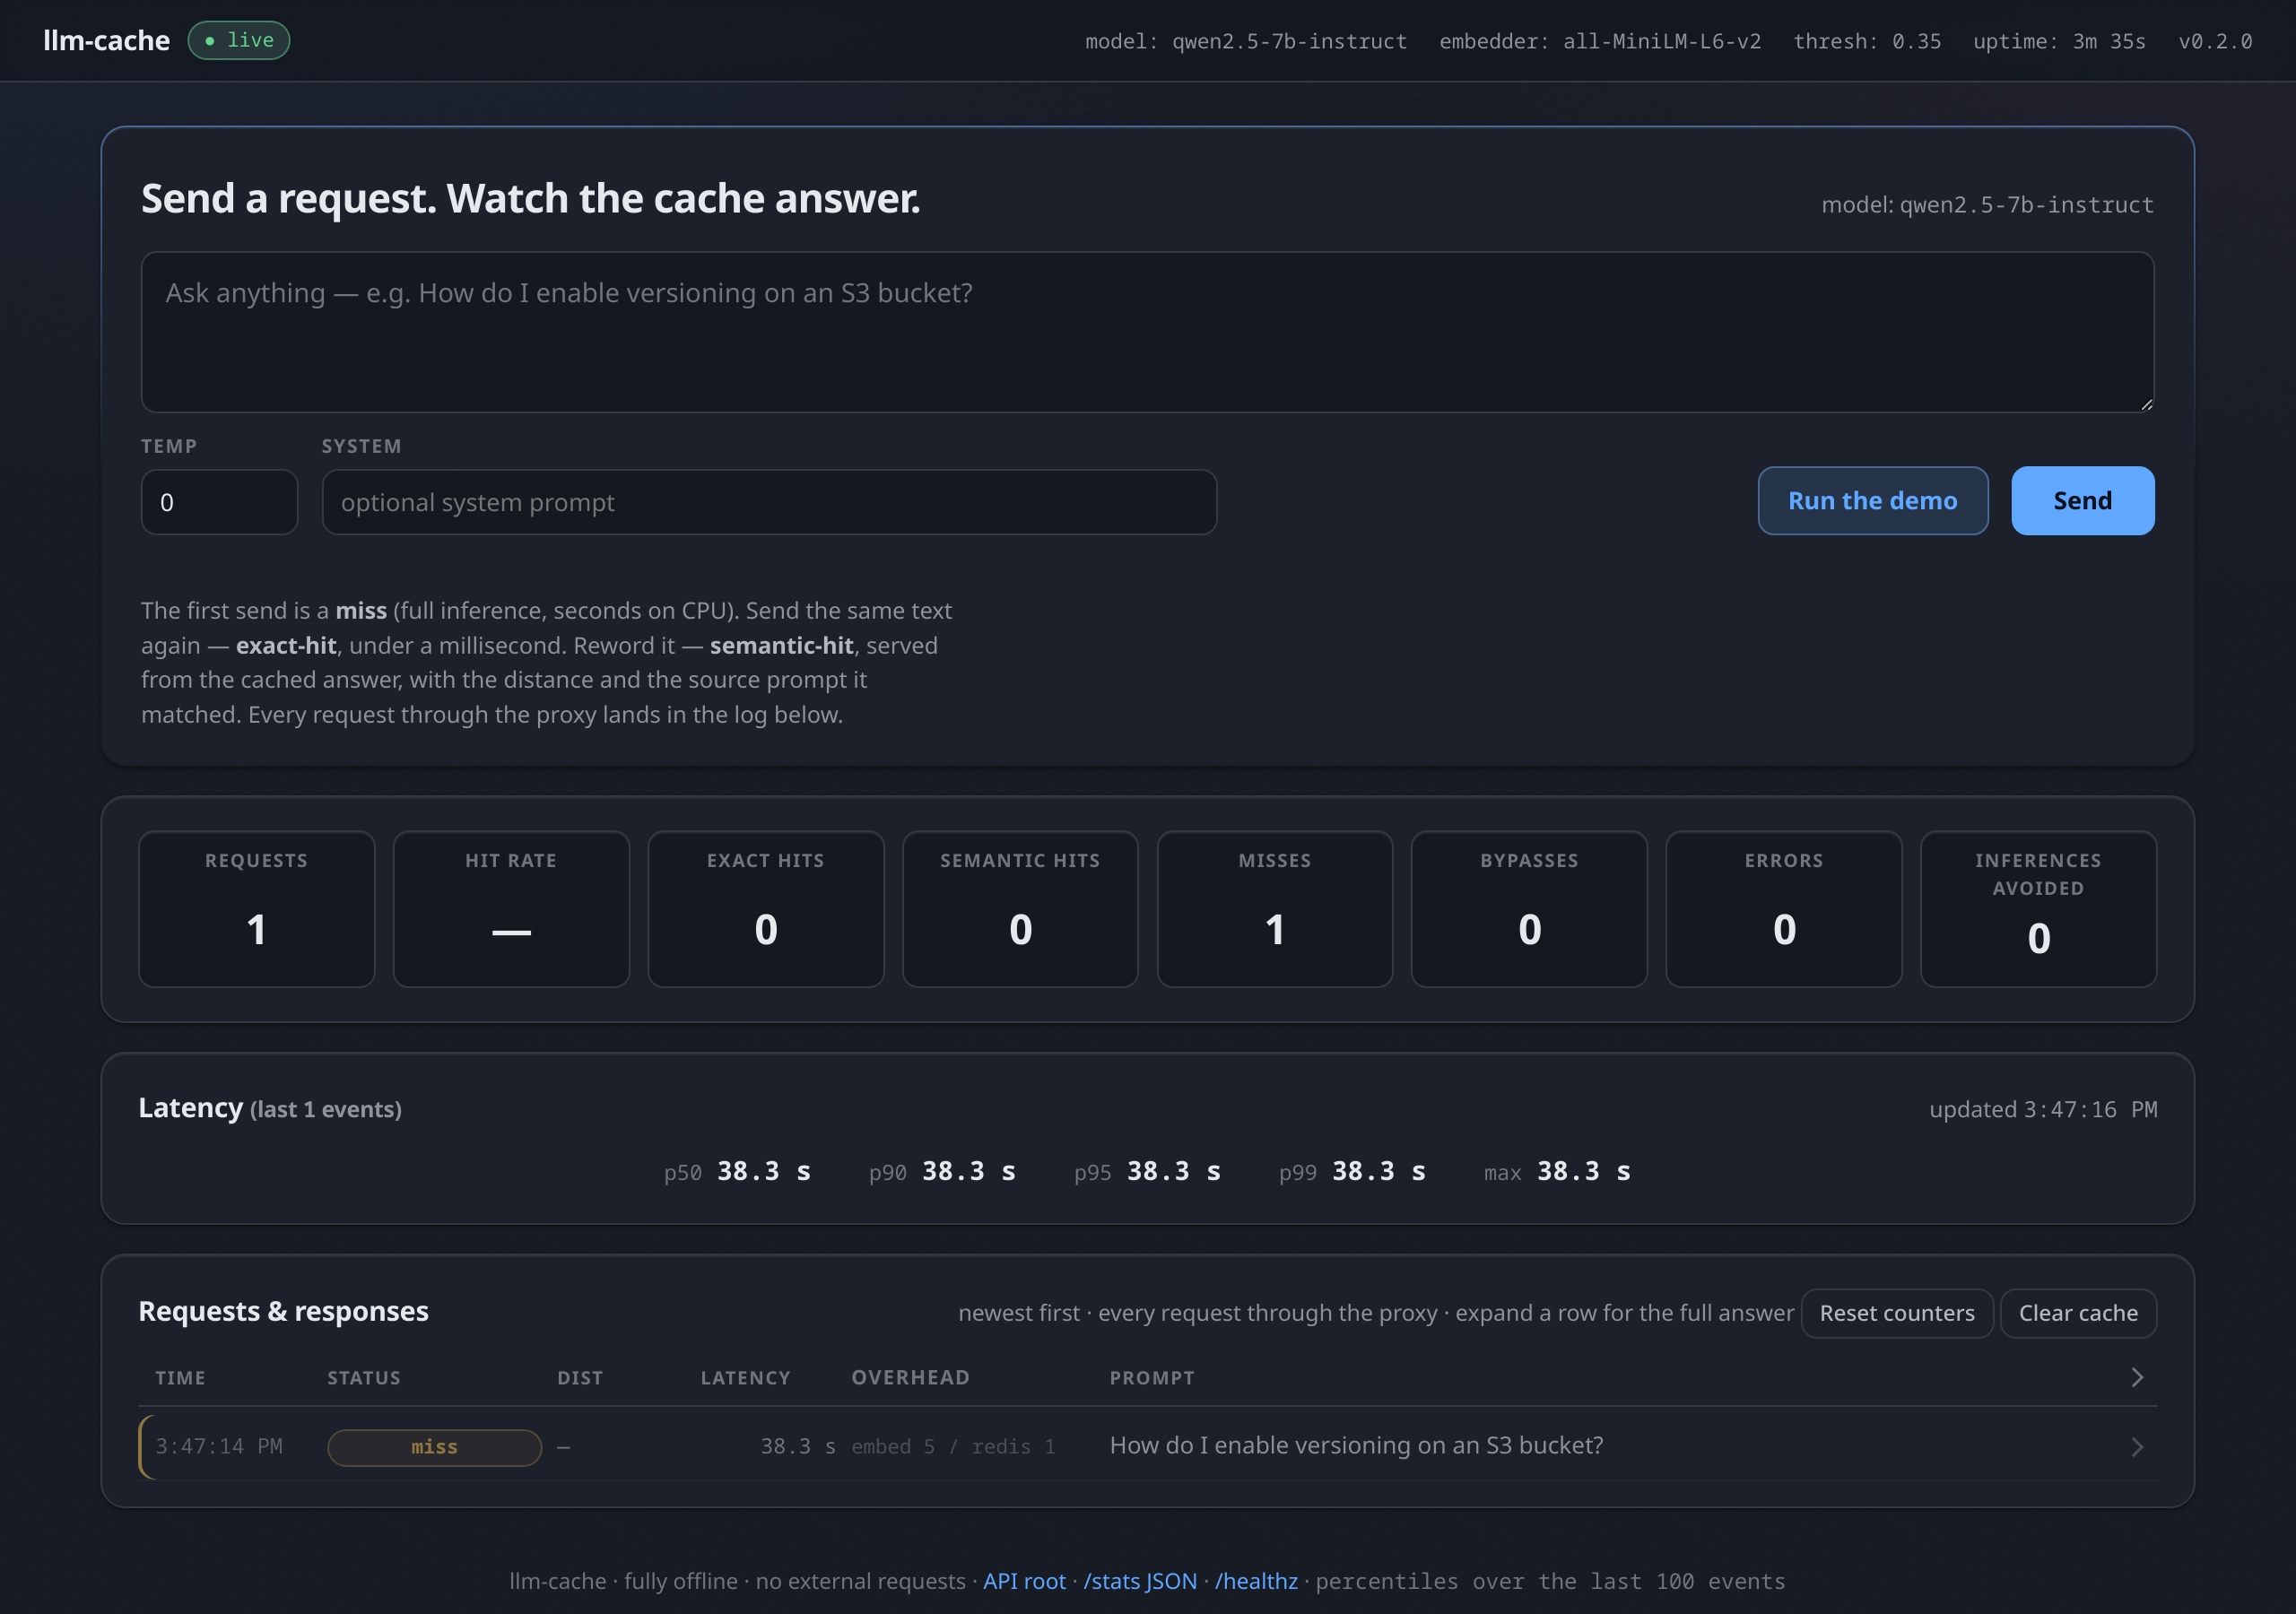 llm-cache ● live model: qwen2.5-7b-instruct embedder: all-MiniLM-L6-v2 thresh: 0.35 uptime: 3m 35s v0.2.0
Send a request. Watch the cache answer. model: qwen2.5-7b-instruct
Ask anything — e.g. How do I enable versioning on an S3 bucket?
TEMP SYSTEM
0 optional system prompt Run the demo Send
The first send is a miss (full inference, seconds on CPU). Send the same text
again — exact-hit, under a millisecond. Reword it — semantic-hit, served
from the cached answer, with the distance and the source prompt it
matched. Every request through the proxy lands in the log below.
REQUESTS HIT RATE EXACT HITS SEMANTIC HITS MISSES BYPASSES ERRORS INFERENCES AVOIDED
1 — 0 0 1 0 0 0
Latency (last 1 events) updated 3:47:16 PM
p50 38.3 s p90 38.3 s p95 38.3 s p99 38.3 s max 38.3 s
Requests & responses newest first · every request through the proxy · expand a row for the full answer Reset counters Clear cache
TIME STATUS DIST LATENCY OVERHEAD PROMPT
3:47:14 PM miss — 38.3 s embed 5 / redis 1 How do I enable versioning on an S3 bucket?
llm-cache · fully offline · no external requests · API root · /stats JSON · /healthz · percentiles over the last 100 events